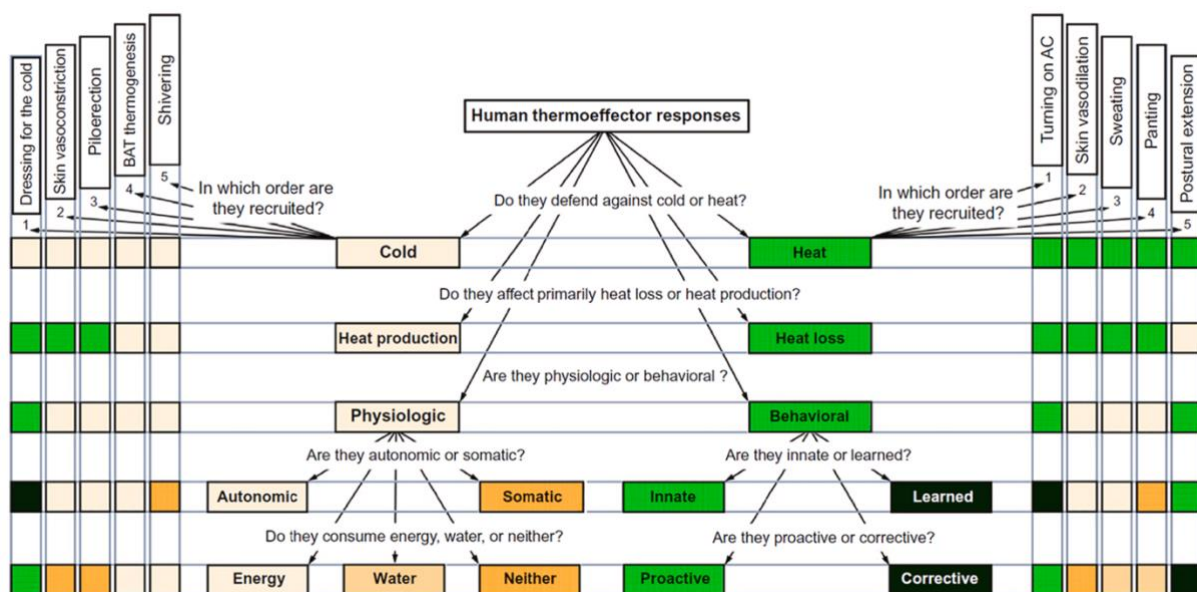 Dressing for the cold
Skin vasoconstriction
Piloerection
BAT thermogenesis
Shivering
Human thermoeffector responses
Turning on AC
Skin vasodilation
Sweating
Panting
Postural extension
1
2
3
4
5
In which order are
they recruited?
Do they defend against cold or heat?
In which order are
they recruited?
1
2
3
4
5
Cold
Heat
Do they affect primarily heat loss or heat production?
Heat production
Heat loss
Are they physiologic or behavioral ?
Physiologic
Behavioral
Are they autonomic or somatic?
Are they innate or learned?
Autonomic
Somatic
Innate
Learned
Do they consume energy, water, or neither?
Are they proactive or corrective?
Energy
Water
Neither
Proactive
Corrective